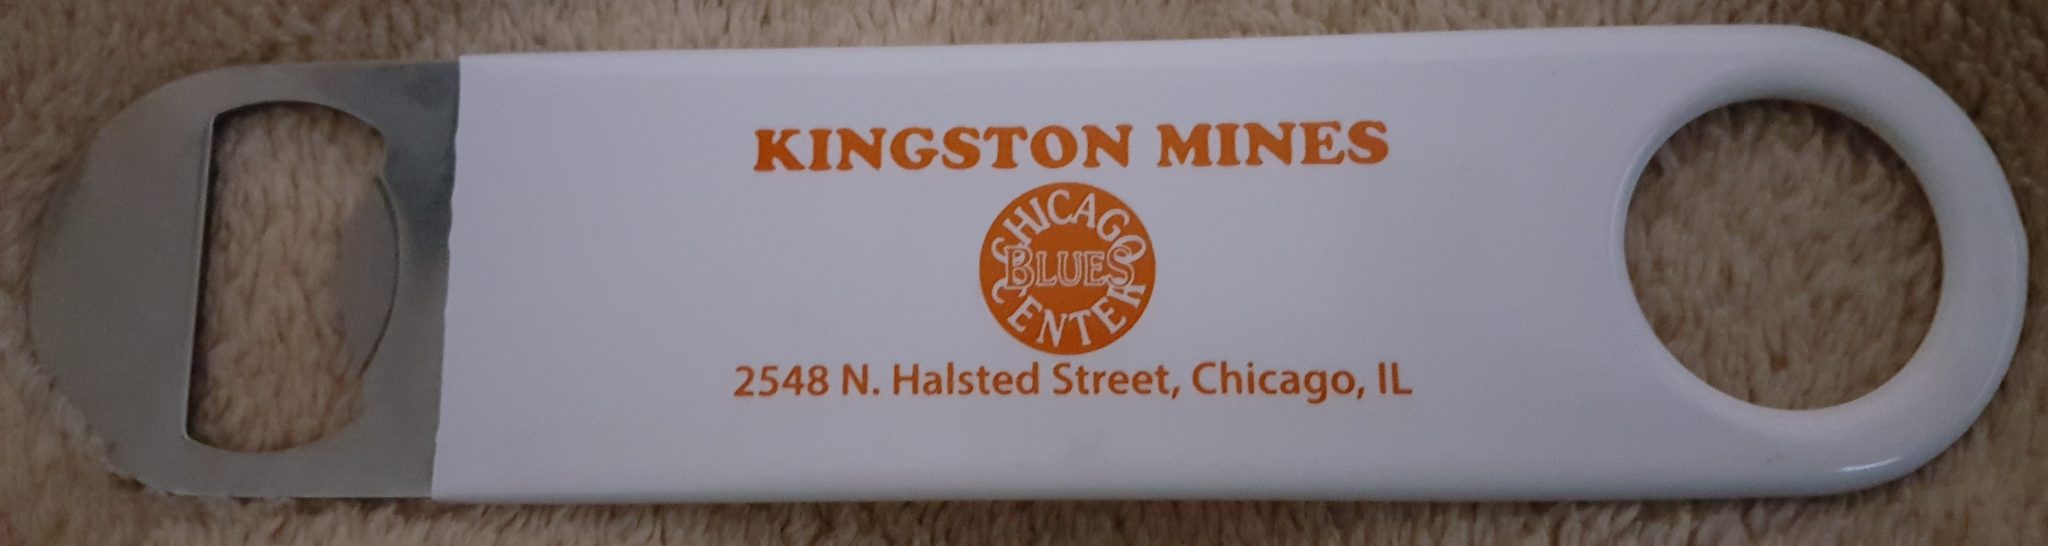 KINGSTON MINES
CHICAGO
BLUES
CENTER
2548 N. Halsted Street, Chicago, IL